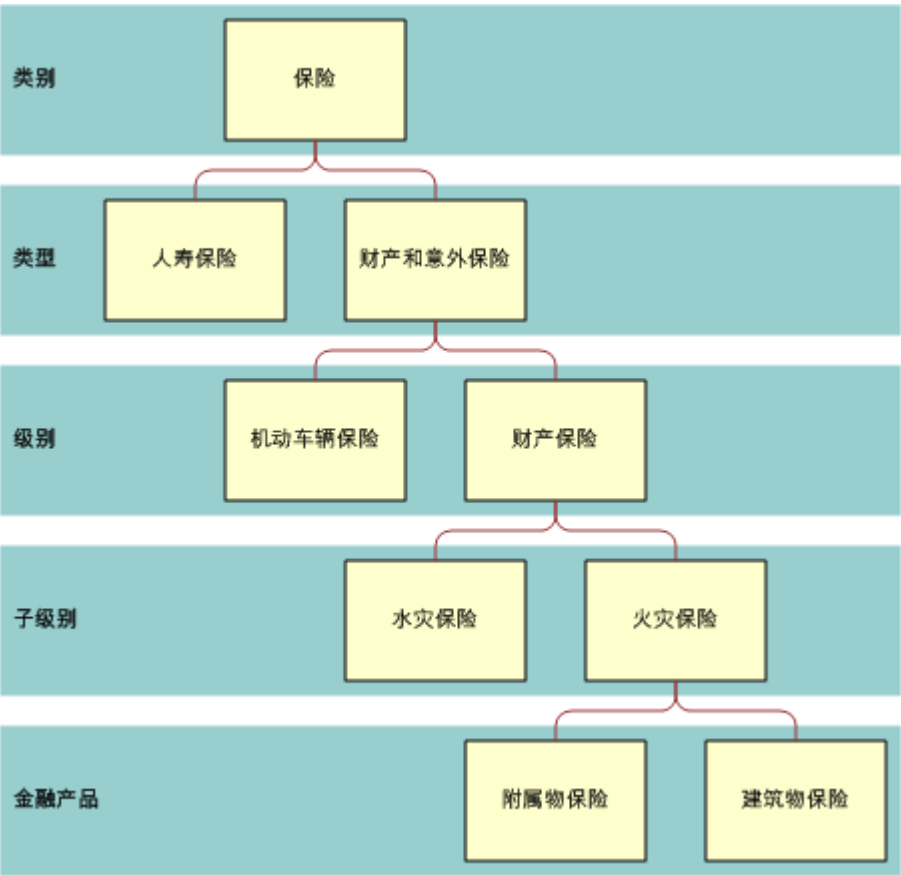 类别
保险
类型
人寿保险
财产和意外保险
级别
机动车辆保险
财产保险
子级别
水灾保险
火灾保险
金融产品
附属物保险
建筑物保险